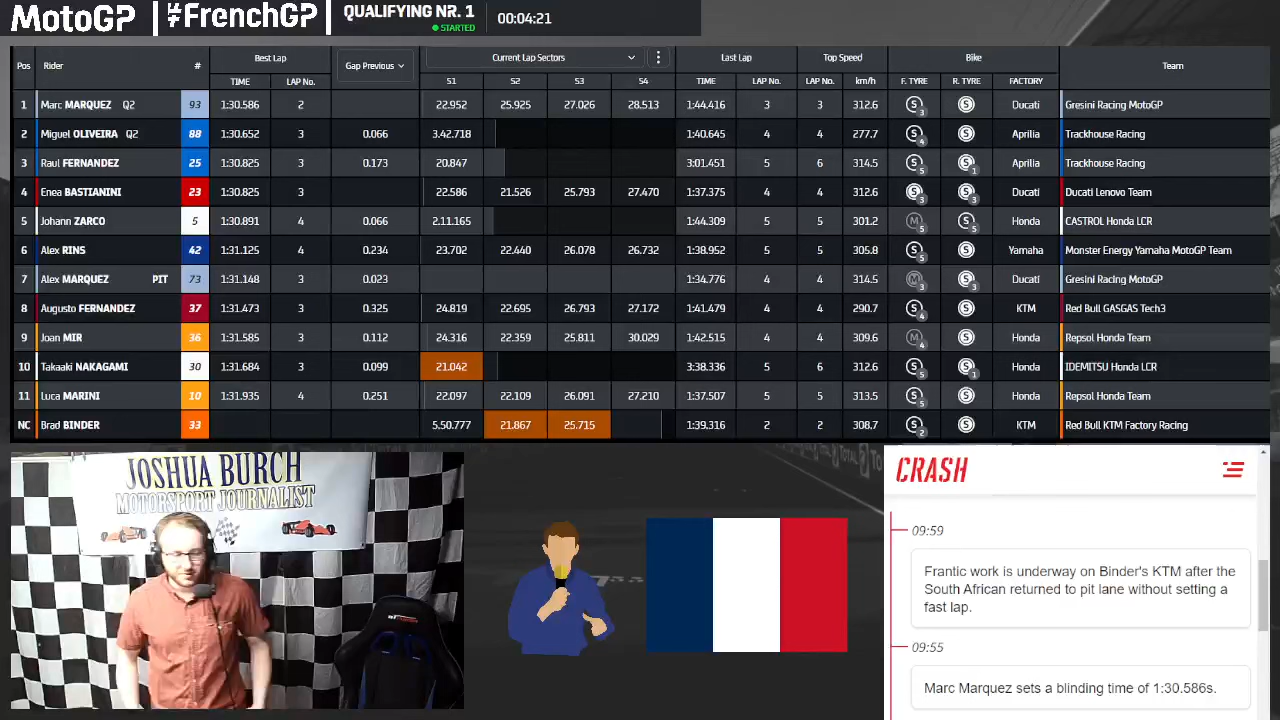 MotoGP #FrenchGP QUALIFYING NR. 1 00:04:21
STARTED
Pos Rider # Best Lap Gap Previous Current Lap Sectors Last Lap Top Speed Bike Team
TIME LAP No. S1 S2 S3 S4 TIME LAP No. LAP No. km/h F. TYRE R. TYRE FACTORY
1 Marc MARQUEZ Q2 93 1:30.586 2 22.952 25.925 27.026 28.513 1:44.416 3 3 312.6 S 3 S Ducati Gresini Racing MotoGP
2 Miguel OLIVEIRA Q2 88 1:30.652 3 0.066 3.42.718 1:40.645 4 4 277.7 S 4 S Aprilia Trackhouse Racing
3 Raul FERNANDEZ 25 1:30.825 3 0.173 20.847 3:01.451 5 6 314.5 S 5 S 1 Aprilia Trackhouse Racing
4 Enea BASTIANINI 23 1:30.825 3 22.586 21.526 25.793 27.470 1:37.375 4 4 312.6 S 3 S 3 Ducati Ducati Lenovo Team
5 Johann ZARCO 5 1:30.891 4 0.066 2.11.165 1:44.309 5 5 301.2 M 5 S 5 Honda CASTROL Honda LCR
6 Alex RINS 42 1:31.125 4 0.234 23.702 22.440 26.078 26.732 1:38.952 5 5 305.8 S 5 S Yamaha Monster Energy Yamaha MotoGP Team
7 Alex MARQUEZ PIT 73 1:31.148 3 0.023 1:34.776 4 4 314.5 M 3 S 3 Ducati Gresini Racing MotoGP
8 Augusto FERNANDEZ 37 1:31.473 3 0.325 24.819 22.695 26.793 27.172 1:41.479 4 4 290.7 S 4 S KTM Red Bull GASGAS Tech3
9 Joan MIR 36 1:31.585 3 0.112 24.316 22.359 25.811 30.029 1:42.515 4 4 309.6 M 4 S Honda Repsol Honda Team
10 Takaaki NAKAGAMI 30 1:31.684 3 0.099 21.042 3:38.336 5 6 312.6 S 5 S 1 Honda IDEMITSU Honda LCR
11 Luca MARINI 10 1:31.935 4 0.251 22.097 22.109 26.091 27.210 1:37.507 5 5 313.5 S 5 S Honda Repsol Honda Team
NC Brad BINDER 33 5.50.777 21.867 25.715 1:39.316 2 2 308.7 S 2 S KTM Red Bull KTM Factory Racing
JOSHUA BURCH
MOTORSPORT JOURNALIST
CRASH
09:59
Frantic work is underway on Binder's KTM after the
South African returned to pit lane without setting a
fast lap.
09:55
Marc Marquez sets a blinding time of 1:30.586s.